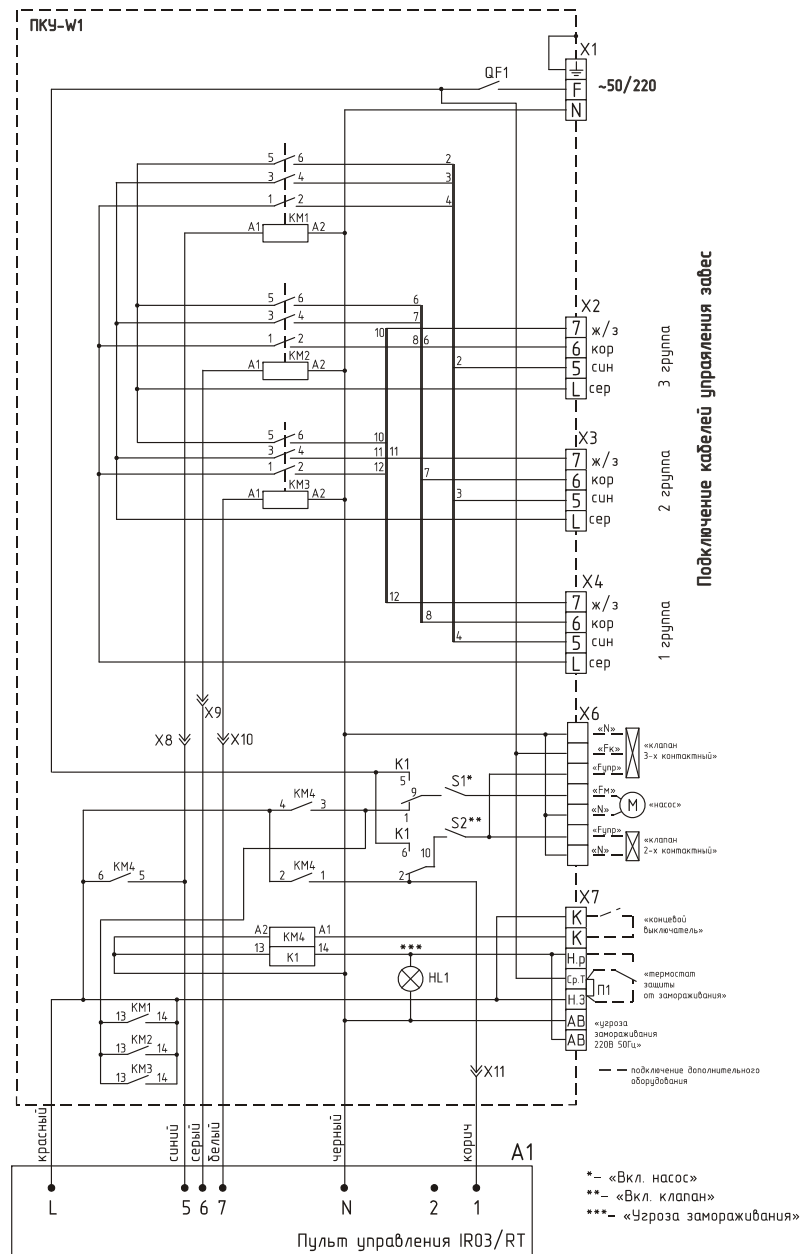 ПКУ-W1
X1
QF1
F
~50/220
N
5 6 2
3 4 3
1 2 4
KM1
A1 A2
X2
5 6 6
3 4 7
10 7 ж/з
1 2 8 6 6 кор
KM2
A1 A2 2 5 син
L сер
3 группа
X3
5 6 10
3 4 11 11 7 ж/з
1 2 12 7 6 кор
KM3
A1 A2 3 5 син
L сер
2 группа
Подключение кабелей упрaяления завес
X4
12 7 ж/з
8 6 кор
4 5 син
L сер
1 группа
X9
X8 X10
X6
«N»
«Fк»
«Fупр»
«клапан
3-х контактный»
«Fм»
«N»
M
«насос»
«Fупр»
«N»
«клапан
2-х контактный»
K1
5
9
1
S1*
KM4
4 3
K1
6 10
2
S2**
KM4
2 1
KM4
6 5
X7
K
K
«концевой
выключатель»
A2 KM4 A1
13 K1 14
***
HL1
Н.р
Ср.Т
Н.З
П1
«термостат
защиты
от замораживания»
АВ
АВ
«угроза
замораживания
220В 50Гц»
KM1
13 14
KM2
13 14
KM3
13 14
X11
подключение дополнительного
оборудования
красный
синий
серый
белый
черный
корич
A1
L 5 6 7 N 2 1
Пульт управления IR03/RT
*– «Вкл. насос»
**– «Вкл. клапан»
***– «Угроза замораживания»